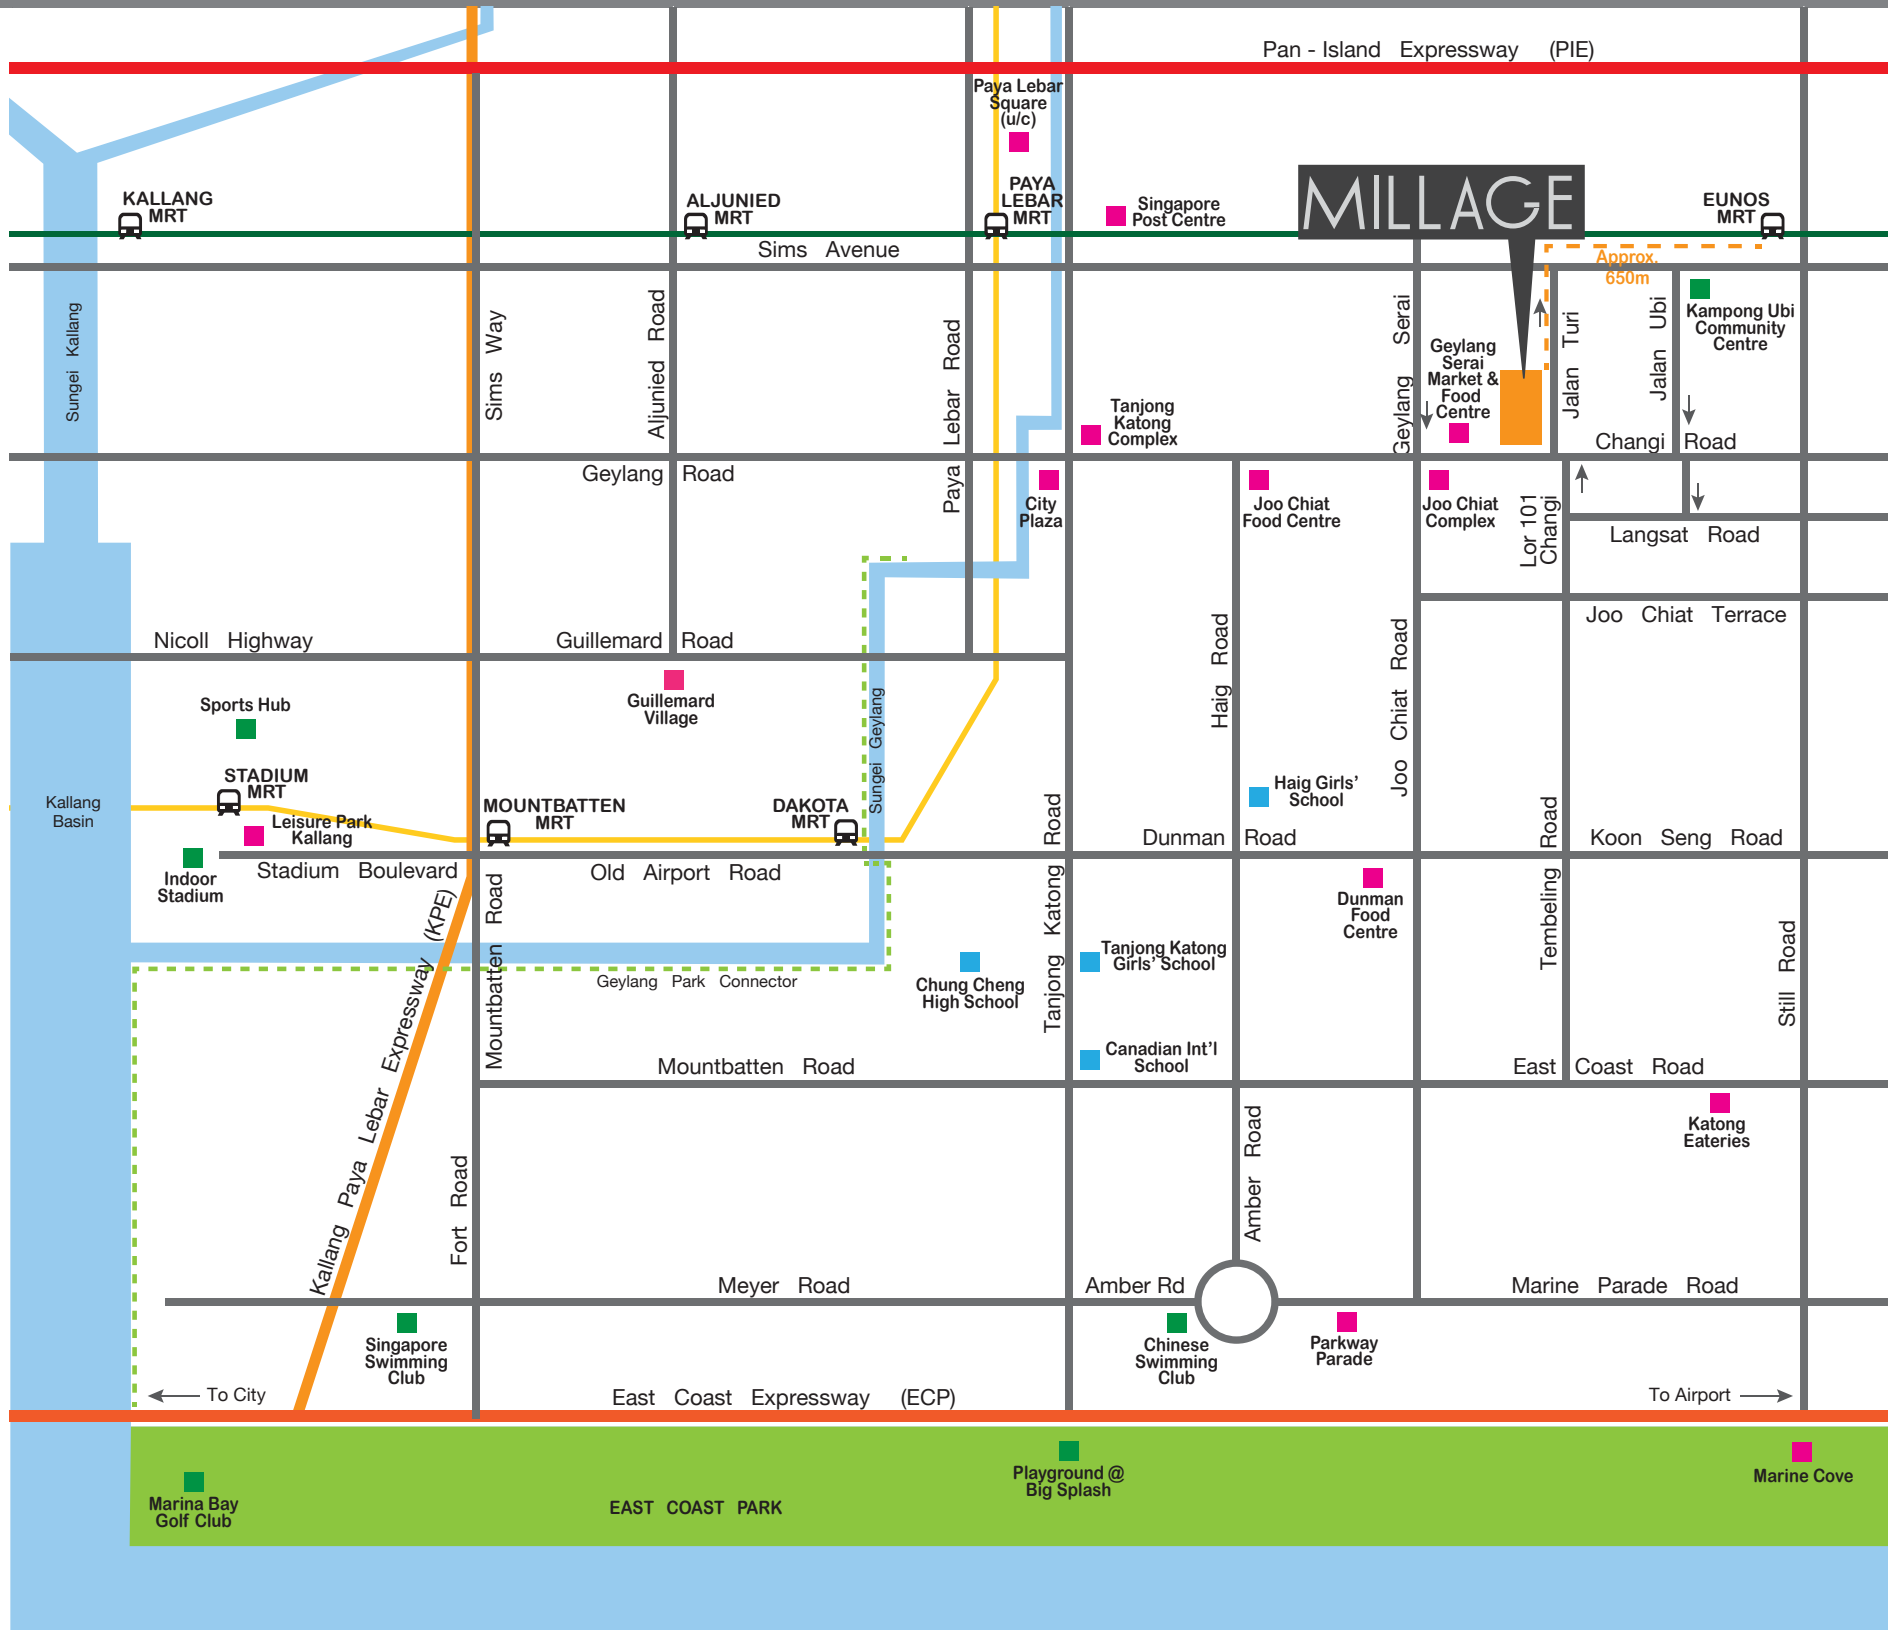 Pan - Island Expressway (PIE)
Paya Lebar
Square
(u/c)
KALLANG
MRT
ALJUNIED
MRT
PAYA
LEBAR
MRT
Singapore
Post Centre
MILLAGE
EUNOS
MRT
Sims Avenue
Approx.
650m
Sungei Kallang
Sims Way
Aljunied Road
Paya Lebar Road
Geylang Serai
Jalan Turi
Jalan Ubi
Kampong Ubi
Community
Centre
Geylang
Serai
Market &
Food
Centre
Tanjong
Katong
Complex
Changi Road
Geylang Road
City
Plaza
Joo Chiat
Food Centre
Joo Chiat
Complex
Lor 101
Changi
Langsat Road
Joo Chiat Terrace
Nicoll Highway
Guillemard Road
Guillemard
Village
Sungei Geylang
Haig Road
Joo Chiat Road
Sports Hub
STADIUM
MRT
Kallang
Basin
Leisure Park
Kallang
MOUNTBATTEN
MRT
DAKOTA
MRT
Haig Girls'
School
Dunman Road
Koon Seng Road
Indoor
Stadium
Stadium Boulevard
Old Airport Road
Dunman
Food
Centre
Tanjong Katong Road
Tembeling Road
Still Road
Kallang Paya Lebar Expressway (KPE)
Mountbatten Road
Geylang Park Connector
Chung Cheng
High School
Tanjong Katong
Girls' School
Canadian Int'l
School
Mountbatten Road
East Coast Road
Katong
Eateries
Fort Road
Amber Road
Meyer Road
Amber Rd
Marine Parade Road
Singapore
Swimming
Club
Chinese
Swimming
Club
Parkway
Parade
To City
East Coast Expressway (ECP)
To Airport
Marina Bay
Golf Club
EAST COAST PARK
Playground @
Big Splash
Marine Cove